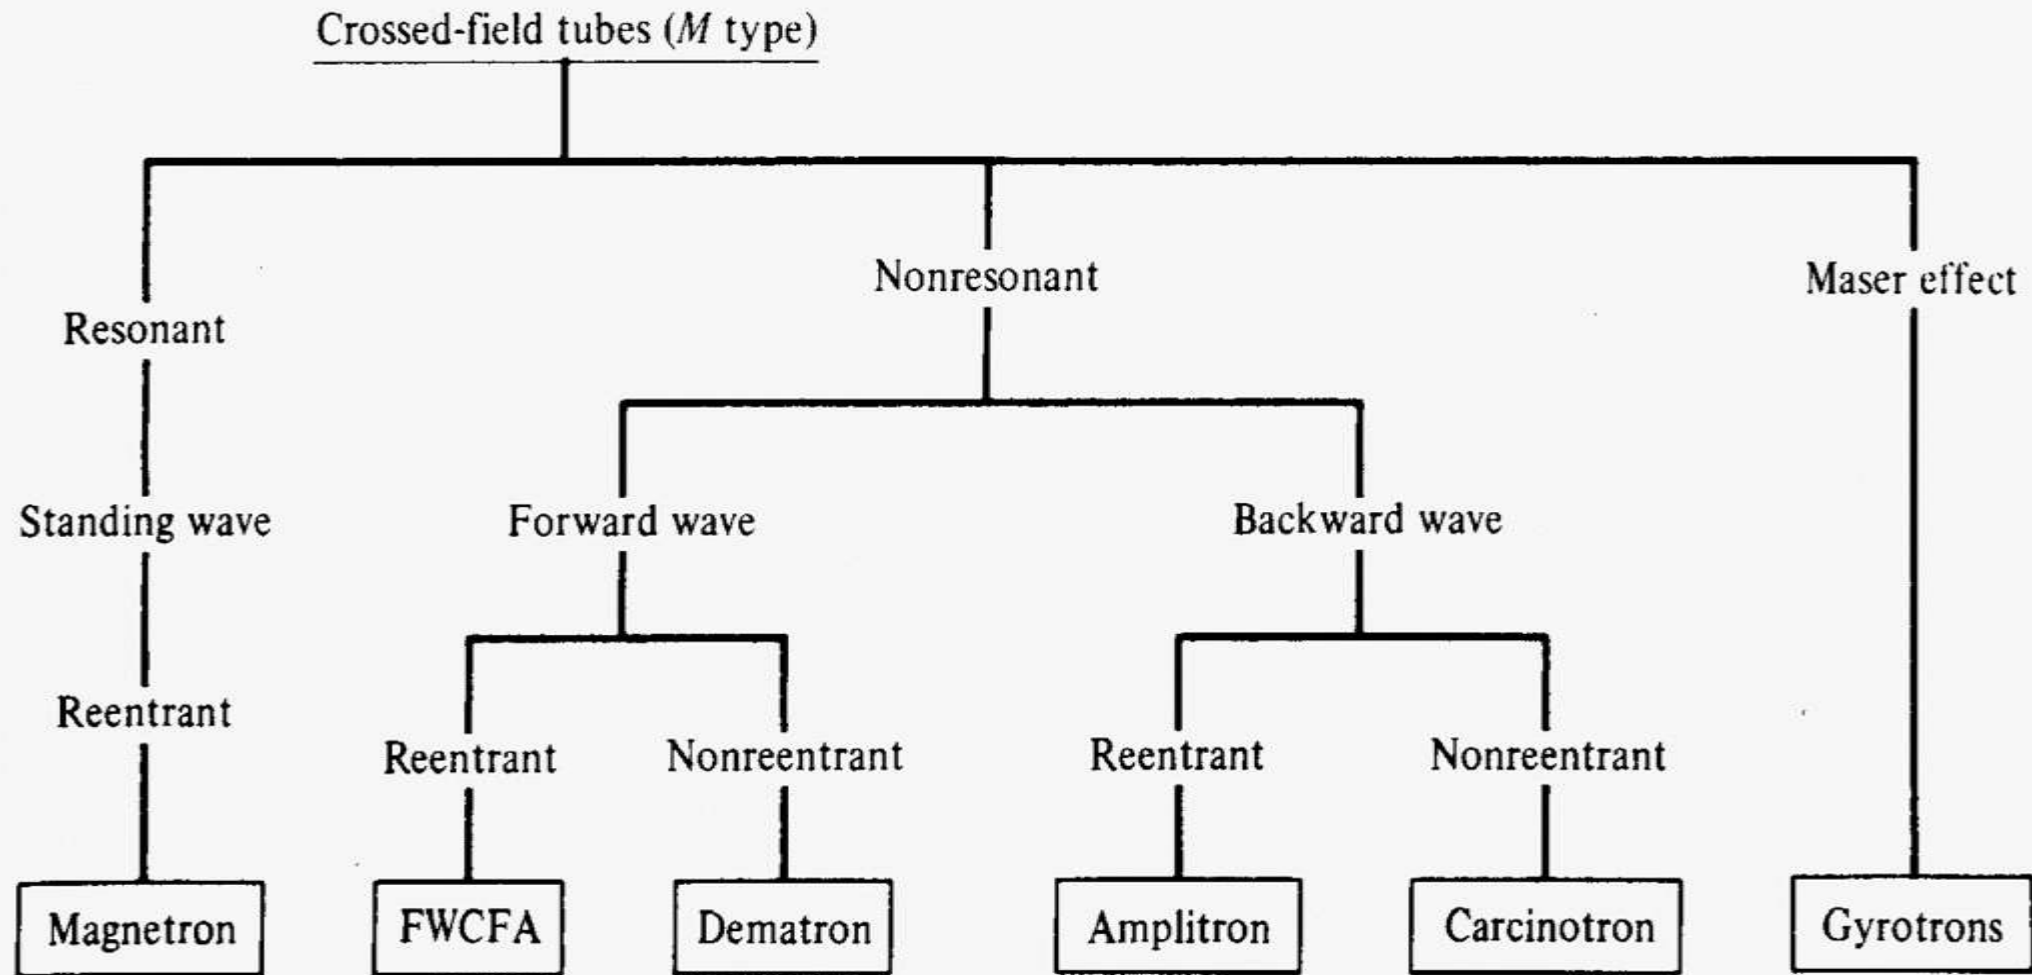 Crossed-field tubes (M type)
Nonresonant
Maser effect
Resonant
Standing wave
Forward wave
Backward wave
Reentrant
Reentrant
Nonreentrant
Reentrant
Nonreentrant
Magnetron
FWCFA
Dematron
Amplitron
Carcinotron
Gyrotrons